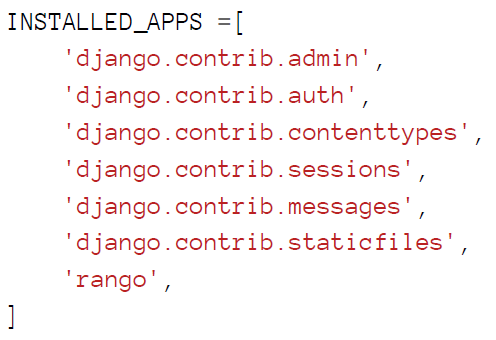 INSTALLED_APPS =[
    'django.contrib.admin',
    'django.contrib.auth',
    'django.contrib.contenttypes',
    'django.contrib.sessions',
    'django.contrib.messages',
    'django.contrib.staticfiles',
    'rango',
]